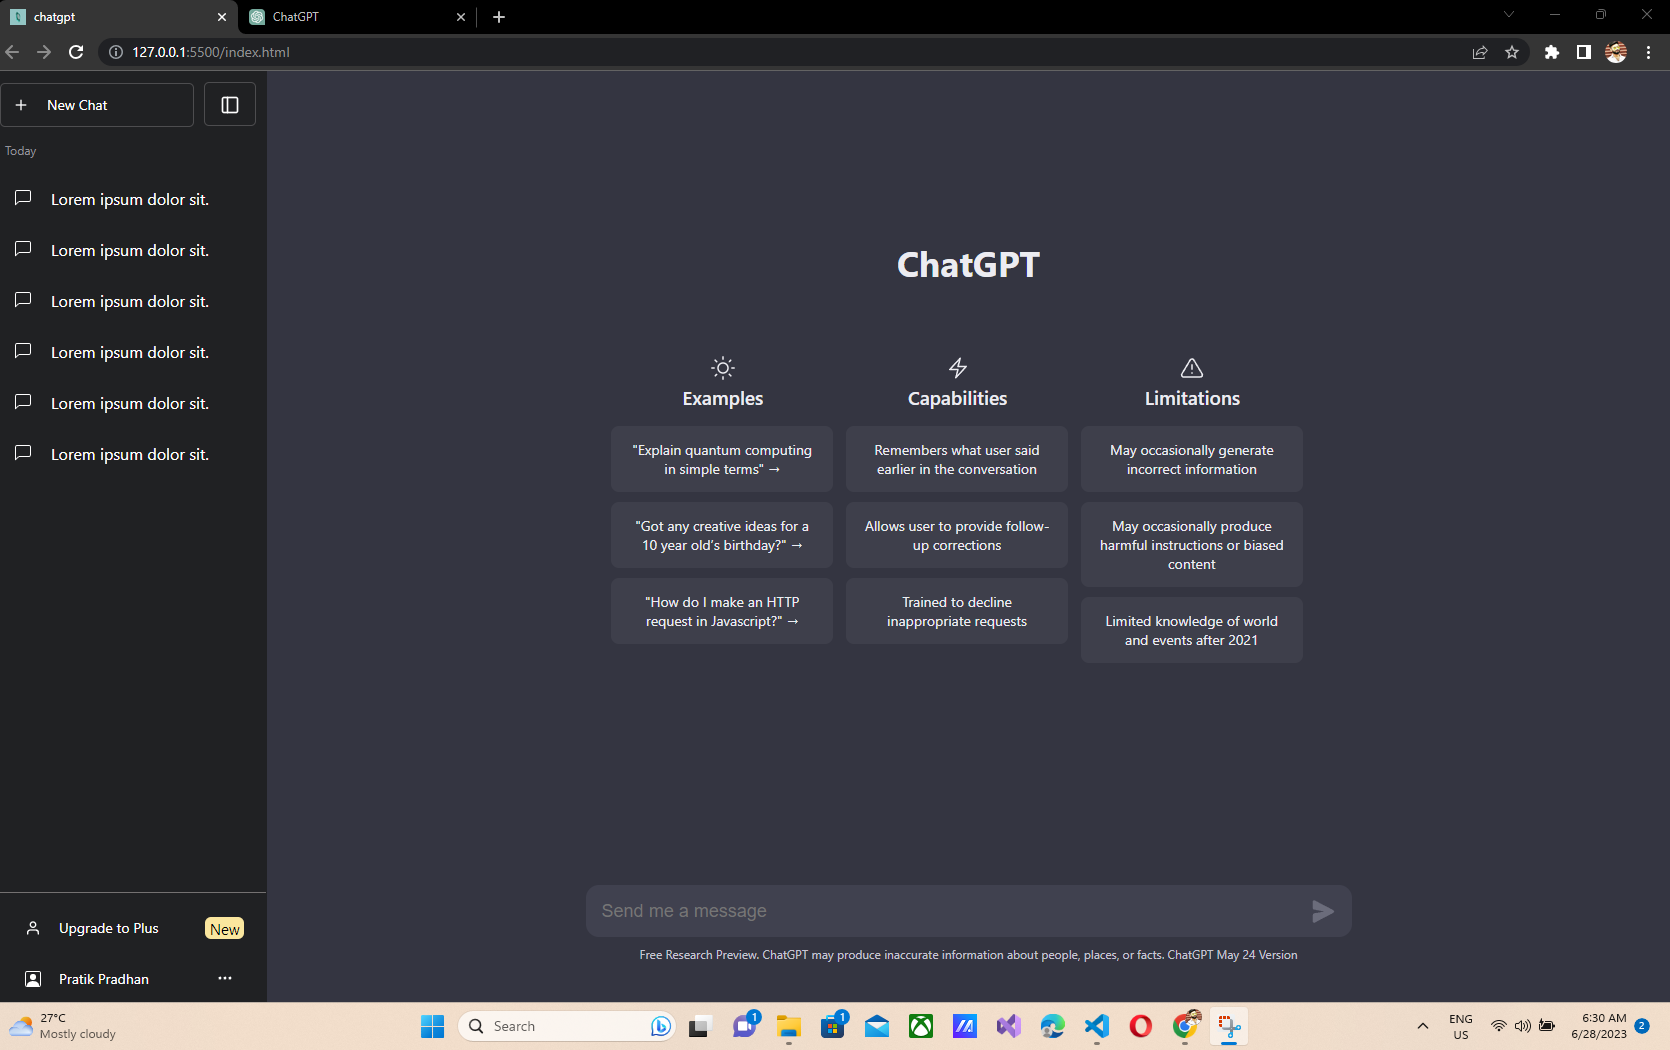 chatgpt
ChatGPT
127.0.0.1:5500/index.html
New Chat
Today
Lorem ipsum dolor sit.
Lorem ipsum dolor sit.
Lorem ipsum dolor sit.
Lorem ipsum dolor sit.
Lorem ipsum dolor sit.
Lorem ipsum dolor sit.
Upgrade to Plus New
Pratik Pradhan
ChatGPT
Examples
"Explain quantum computing
in simple terms" →
"Got any creative ideas for a
10 year old's birthday?" →
"How do I make an HTTP
request in Javascript?" →
Capabilities
Remembers what user said
earlier in the conversation
Allows user to provide follow-
up corrections
Trained to decline
inappropriate requests
Limitations
May occasionally generate
incorrect information
May occasionally produce
harmful instructions or biased
content
Limited knowledge of world
and events after 2021
Send me a message
Free Research Preview. ChatGPT may produce inaccurate information about people, places, or facts. ChatGPT May 24 Version
27°C
Mostly cloudy
Search
1
1
ENG
US
6:30 AM
6/28/2023
2